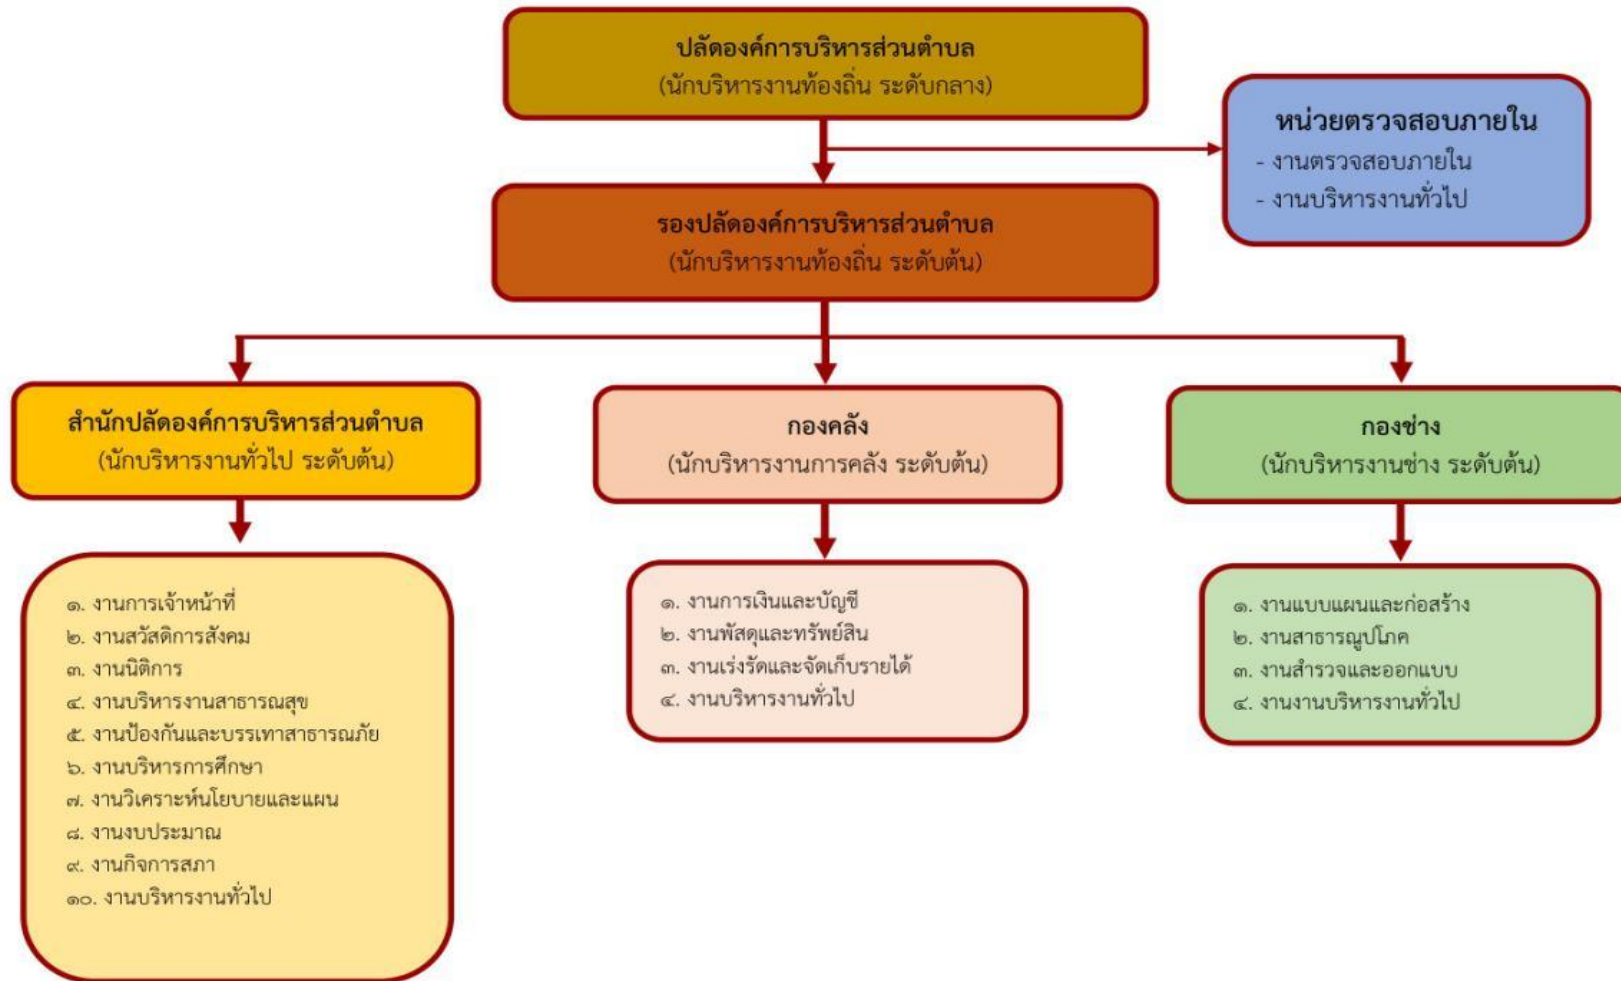 ปลัดองค์การบริหารส่วนตำบล
(นักบริหารงานท้องถิ่น ระดับกลาง)
หน่วยตรวจสอบภายใน
- งานตรวจสอบภายใน
- งานบริหารงานทั่วไป
รองปลัดองค์การบริหารส่วนตำบล
(นักบริหารงานท้องถิ่น ระดับต้น)
สำนักปลัดองค์การบริหารส่วนตำบล
(นักบริหารงานทั่วไป ระดับต้น)
กองคลัง
(นักบริหารงานการคลัง ระดับต้น)
กองช่าง
(นักบริหารงานช่าง ระดับต้น)
๑. งานการเจ้าหน้าที่
๒. งานสวัสดิการสังคม
๓. งานนิติการ
๔. งานบริหารงานสาธารณสุข
๕. งานป้องกันและบรรเทาสาธารณภัย
๖. งานบริหารการศึกษา
๗. งานวิเคราะห์นโยบายและแผน
๘. งานงบประมาณ
๙. งานกิจการสภา
๑๐. งานบริหารงานทั่วไป
๑. งานการเงินและบัญชี
๒. งานพัสดุและทรัพย์สิน
๓. งานเร่งรัดและจัดเก็บรายได้
๔. งานบริหารงานทั่วไป
๑. งานแบบแผนและก่อสร้าง
๒. งานสาธารณูปโภค
๓. งานสำรวจและออกแบบ
๔. งานงานบริหารงานทั่วไป